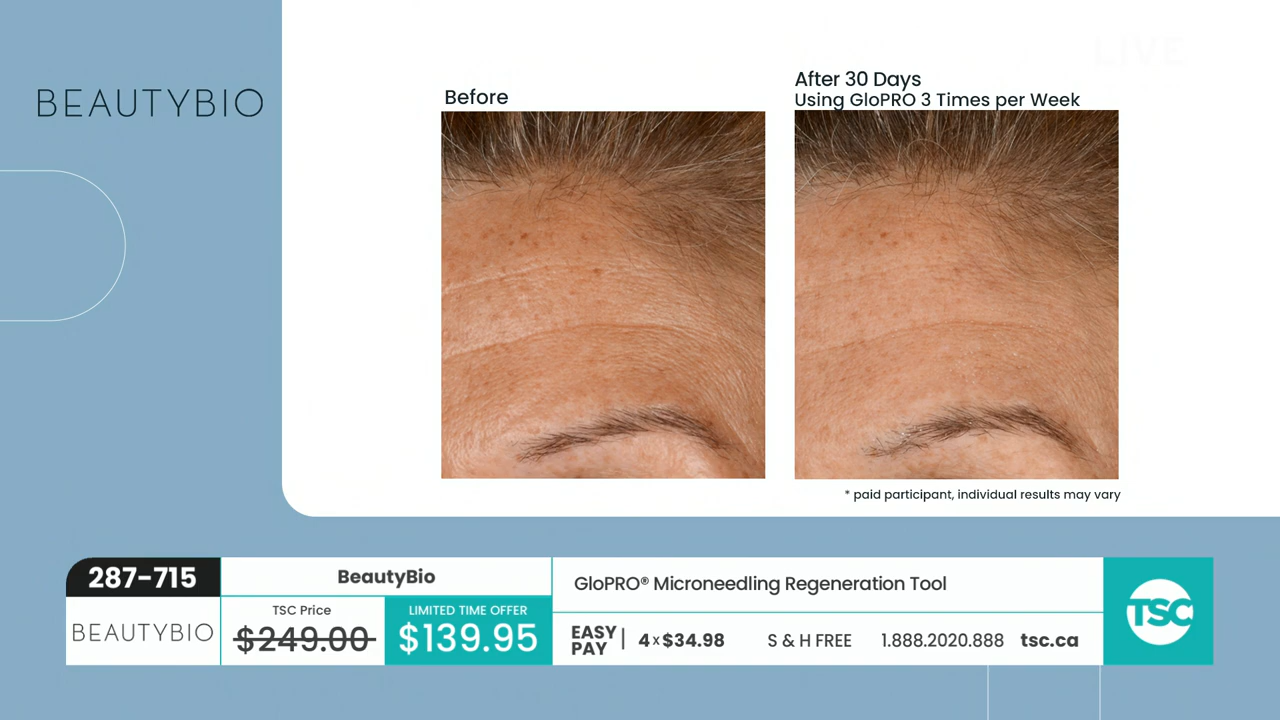 LIVE
BEAUTYBIO
Before
After 30 Days
Using GloPRO 3 Times per Week
* paid participant, individual results may vary
287-715
BEAUTYBIO
BeautyBio
TSC Price
$249.00
LIMITED TIME OFFER
$139.95
GloPRO® Microneedling Regeneration Tool
EASY PAY | 4x$34.98 S & H FREE 1.888.2020.888 tsc.ca
TSC